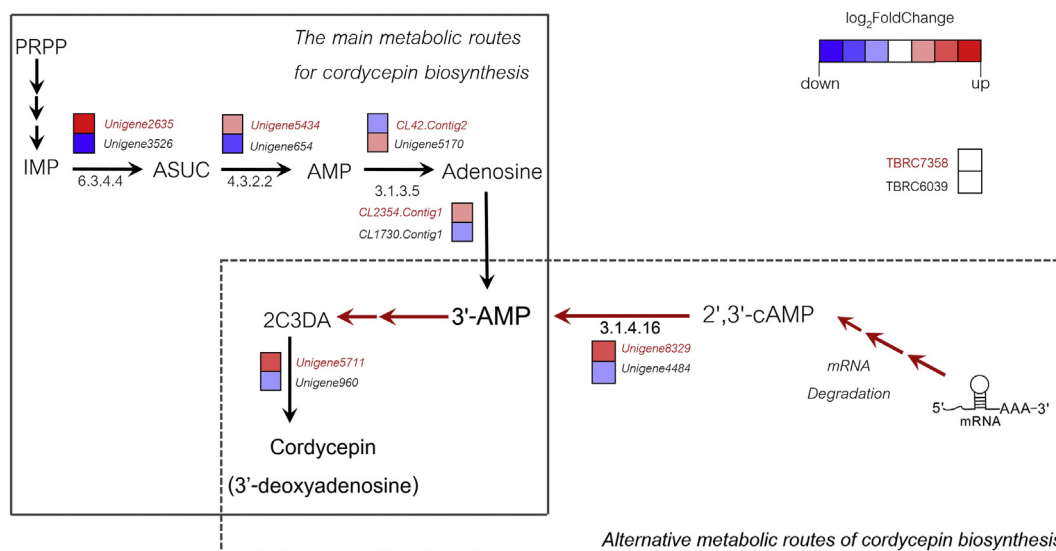 The main metabolic routes
for cordycepin biosynthesis
log2FoldChange
down
up
PRPP
Unigene2635
Unigene3526
Unigene5434
Unigene654
CL42.Contig2
Unigene5170
IMP
6.3.4.4
ASUC
4.3.2.2
AMP
3.1.3.5
Adenosine
TBRC7358
TBRC6039
CL2354.Contig1
CL1730.Contig1
2C3DA
3'-AMP
3.1.4.16
2',3'-cAMP
Unigene8329
Unigene4484
mRNA
Degradation
5'
AAA-3'
mRNA
Unigene5711
Unigene960
Cordycepin
(3'-deoxyadenosine)
Alternative metabolic routes of cordycepin biosynthesis